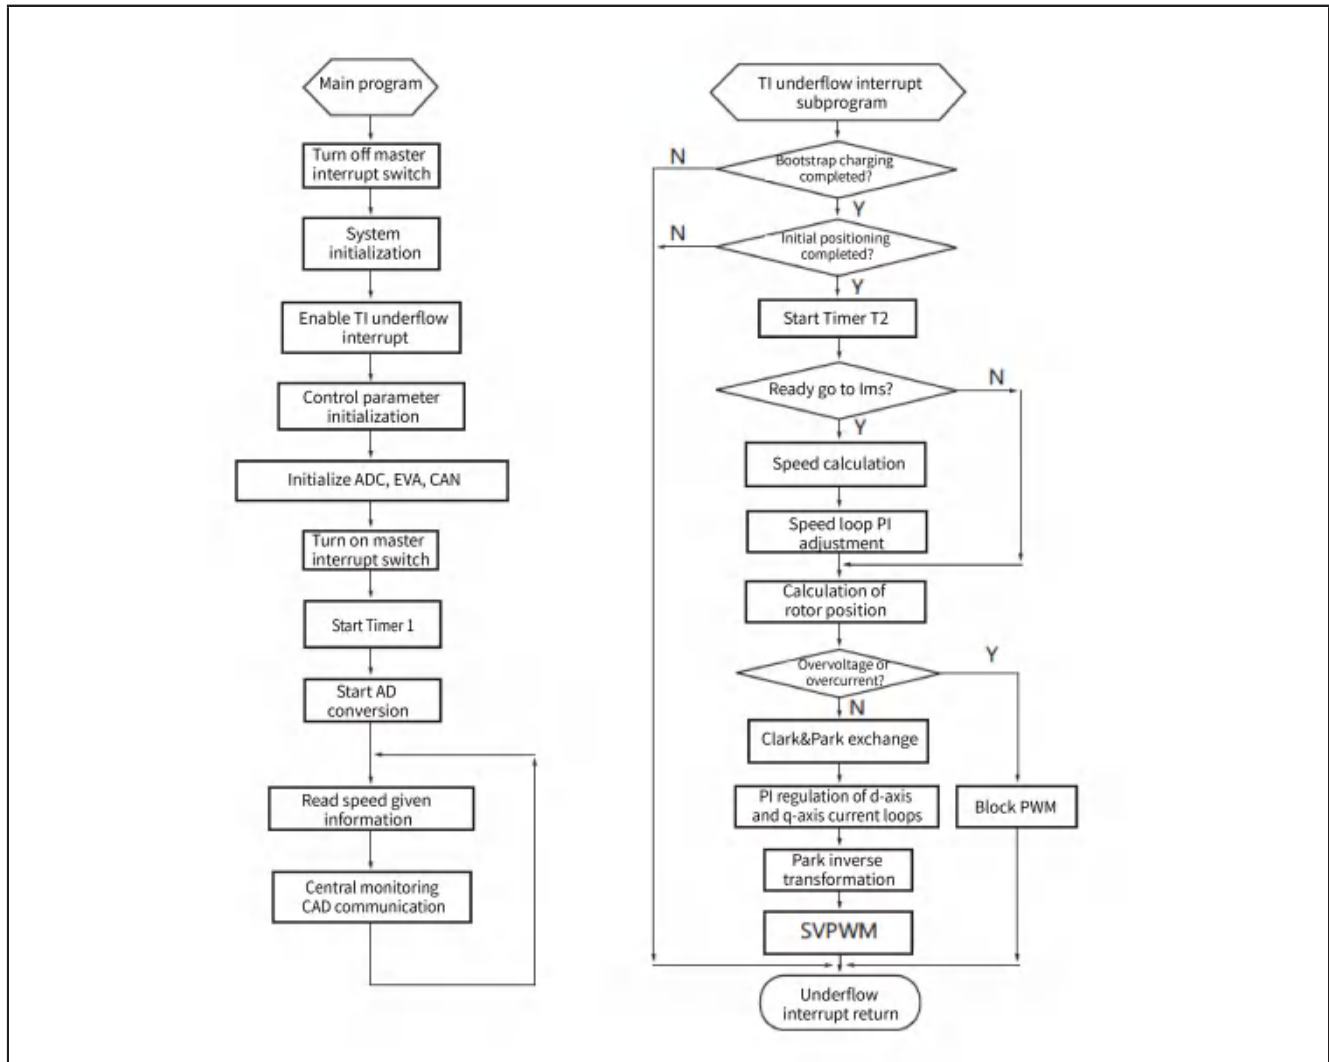 Main program
Turn off master
interrupt switch
System
initialization
Enable TI underflow
interrupt
Control parameter
initialization
Initialize ADC, EVA, CAN
Turn on master
interrupt switch
Start Timer 1
Start AD
conversion
Read speed given
information
Central monitoring
CAD communication
TI underflow interrupt
subprogram
Bootstrap charging
completed?
N
Y
Initial positioning
completed?
N
Y
Start Timer T2
Ready go to Ims?
N
Y
Speed calculation
Speed loop PI
adjustment
Calculation of
rotor position
Overvoltage or
overcurrent?
Y
N
Clark&Park exchange
PI regulation of d-axis
and q-axis current loops
Block PWM
Park inverse
transformation
SVPWM
Underflow
interrupt return